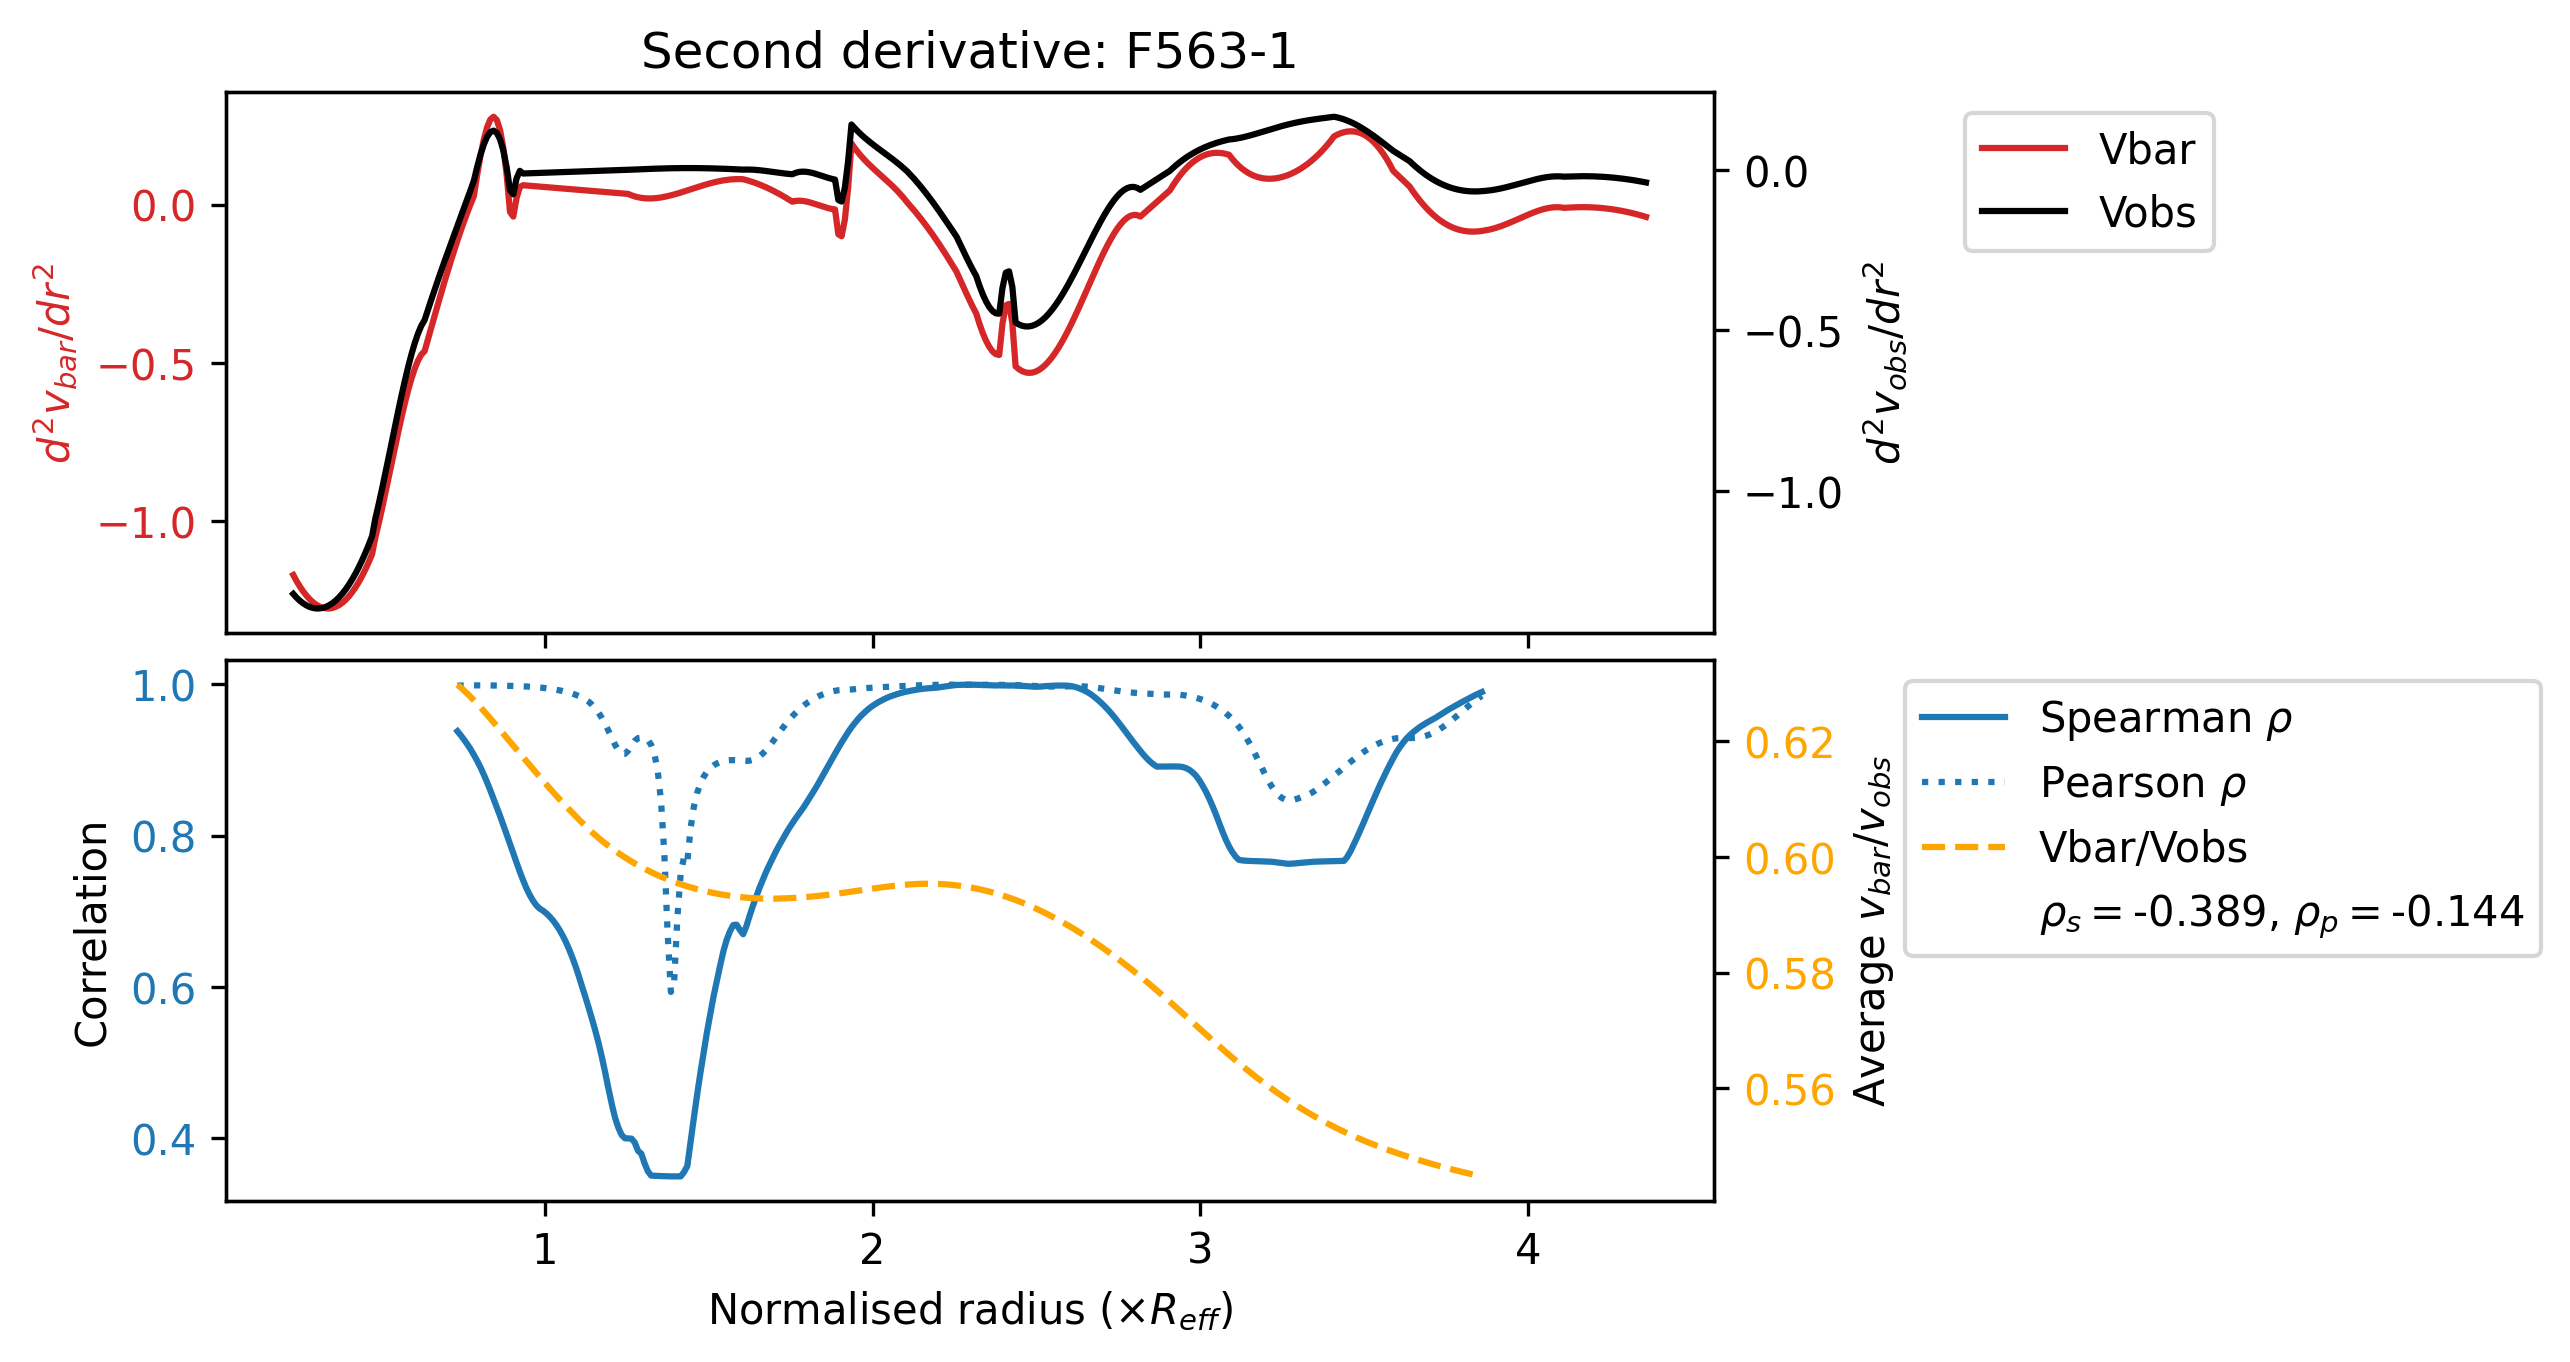 Second derivative: F563-1
d²v_bar/dr²
0.0
−0.5
−1.0
0.0
−0.5
−1.0
d²v_obs/dr²
Vbar
Vobs
Correlation
1.0
0.8
0.6
0.4
0.62
0.60
0.58
0.56
Average v_bar/v_obs
Spearman ρ
Pearson ρ
Vbar/Vobs
ρ_s = -0.389, ρ_p = -0.144
1 2 3 4
Normalised radius (×R_eff)